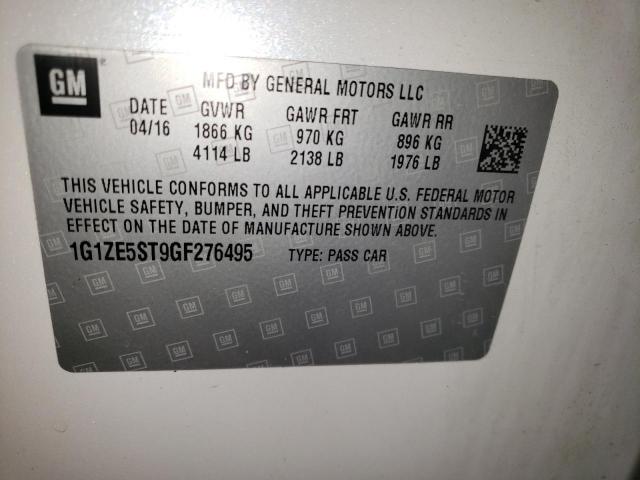 GM
MFD BY GENERAL MOTORS LLC
DATE GVWR GAWR FRT GAWR RR
04/16 1866 KG 970 KG 896 KG
4114 LB 2138 LB 1976 LB
THIS VEHICLE CONFORMS TO ALL APPLICABLE U.S. FEDERAL MOTOR
VEHICLE SAFETY, BUMPER, AND THEFT PREVENTION STANDARDS IN
EFFECT ON THE DATE OF MANUFACTURE SHOWN ABOVE.
1G1ZE5ST9GF276495 TYPE: PASS CAR